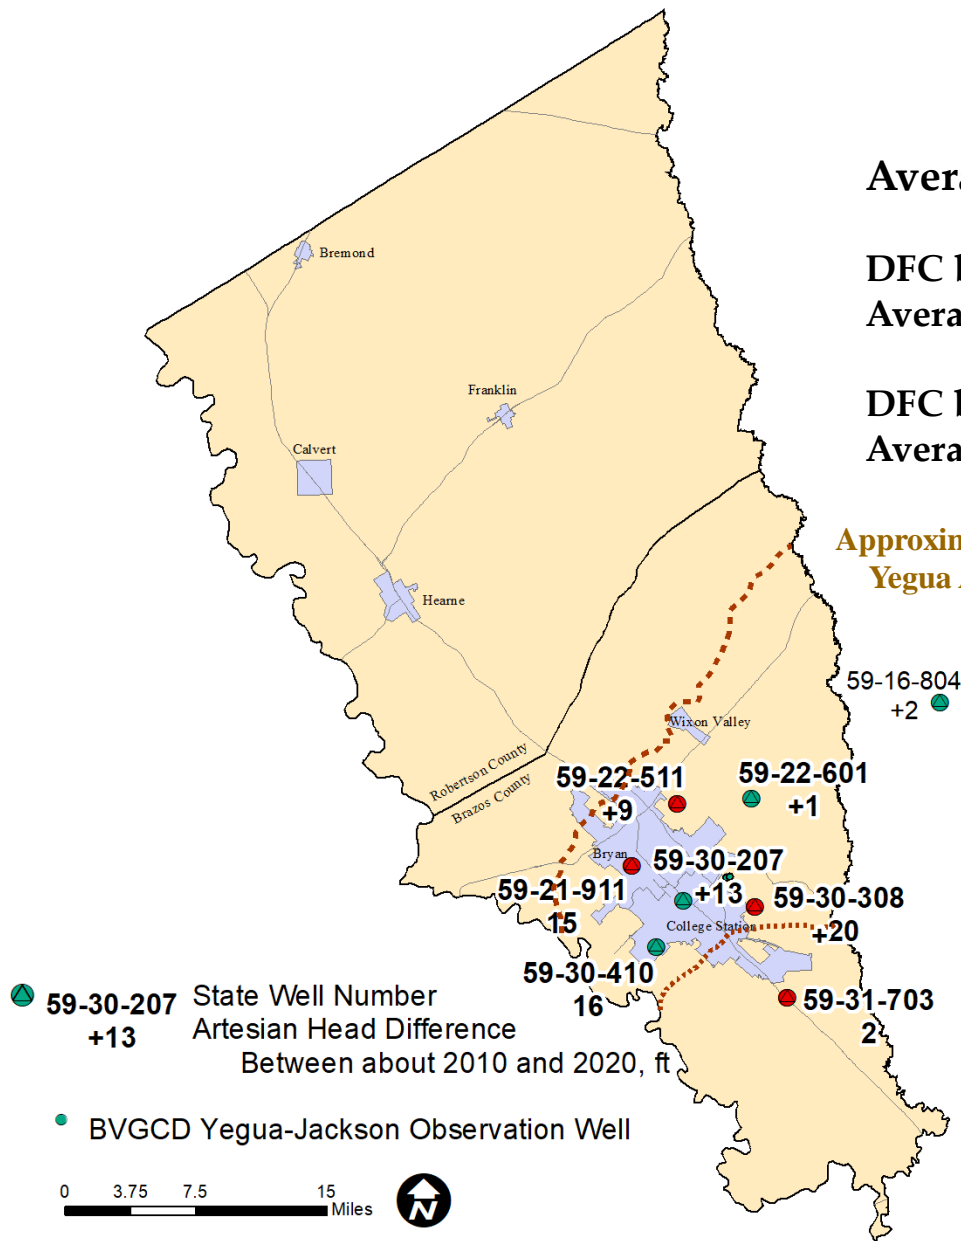 Avera
DFC b
Avera
DFC b
Avera
Approxin
Yegua A
Bremond
Franklin
Calvert
Hearne
59-16-804
+2
Wixon Valley
Robertson County
Brazos County
59-22-511
+9
59-22-601
+1
Bryan
59-30-207
+13
59-21-911
15
59-30-308
+20
College Station
59-30-410
16
59-31-703
2
59-30-207
+13
State Well Number
Artesian Head Difference
Between about 2010 and 2020, ft
BVGCD Yegua-Jackson Observation Well
0 3.75 7.5 15
Miles
N